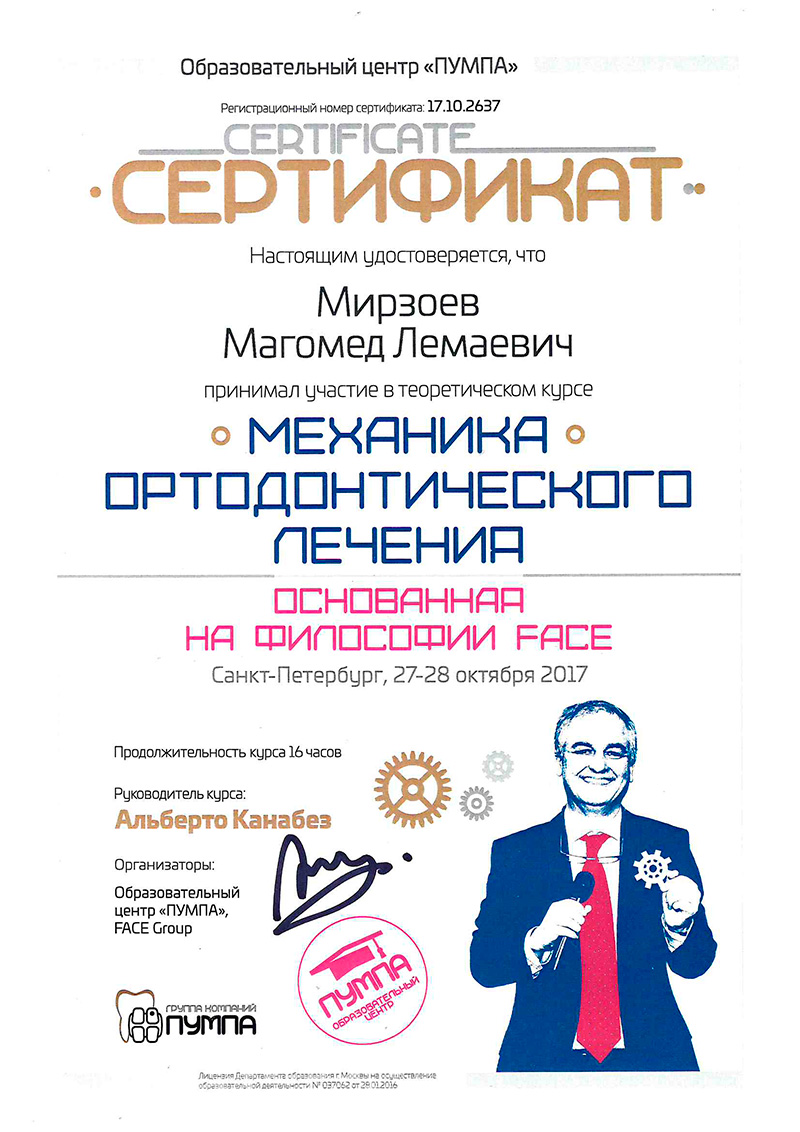 Образовательный центр «ПУМПА»
Регистрационный номер сертификата: 17.10.2637
CERTIFICATE
СЕРТИФИКАТ
Настоящим удостоверяется, что
Мирзоев
Магомед Лемаевич
принимал участие в теоретическом курсе
МЕХАНИКА
ОРТОДОНТИЧЕСКОГО
ЛЕЧЕНИЯ
ОСНОВАННАЯ
НА ФИЛОСОФИИ FACE
Санкт-Петербург, 27-28 октября 2017
Продолжительность курса 16 часов
Руководитель курса:
Альберто Канабез
Организаторы:
Образовательный
центр «ПУМПА»,
FACE Group
ПУМПА
ОБРАЗОВАТЕЛЬНЫЙ
ЦЕНТР
ГРУППА КОМПАНИЙ
ПУМПА
Лицензия Департамента образования г. Москвы на осуществление
образовательной деятельности № 037062 от 29.01.2016